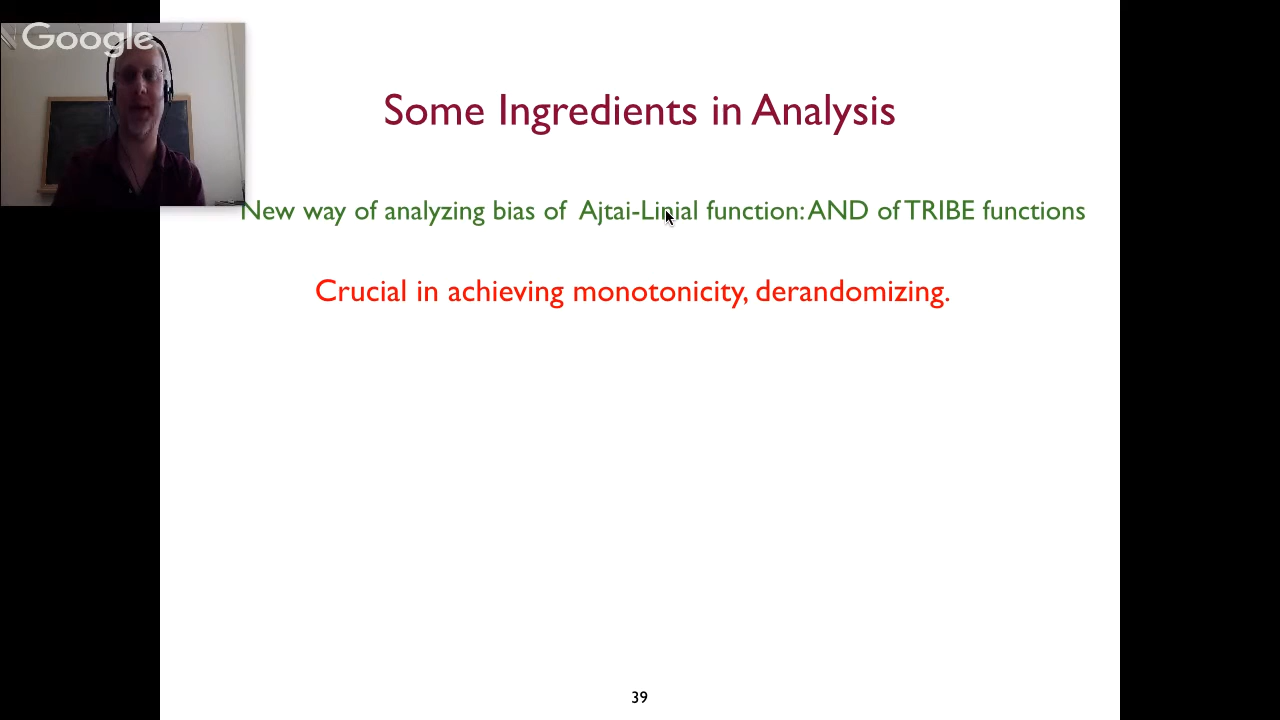 Google
Some Ingredients in Analysis
New way of analyzing bias of Ajtai-Linial function: AND of TRIBE functions
Crucial in achieving monotonicity, derandomizing.
39